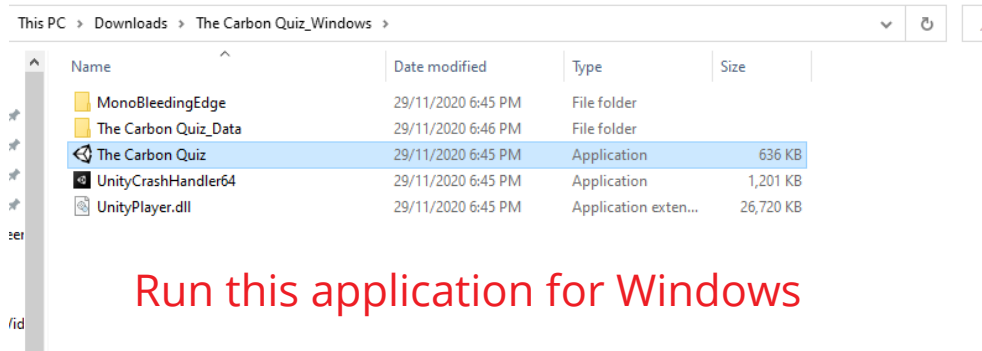 This PC > Downloads > The Carbon Quiz_Windows >
Name Date modified Type Size
MonoBleedingEdge 29/11/2020 6:45 PM File folder
The Carbon Quiz_Data 29/11/2020 6:46 PM File folder
The Carbon Quiz 29/11/2020 6:45 PM Application 636 KB
UnityCrashHandler64 29/11/2020 6:45 PM Application 1,201 KB
UnityPlayer.dll 29/11/2020 6:45 PM Application exten... 26,720 KB
Run this application for Windows